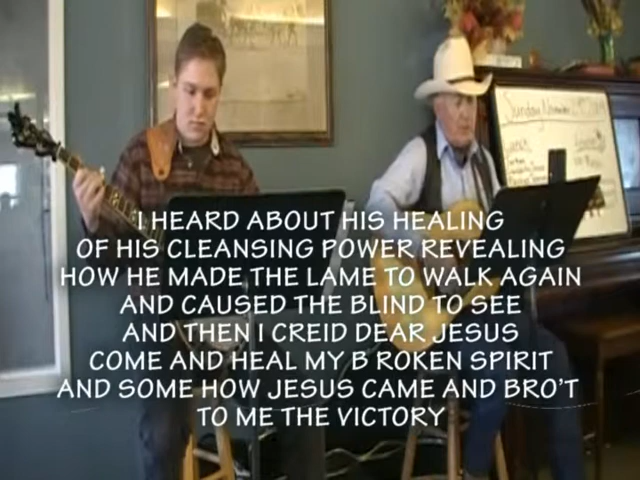 Sunday November
I HEARD ABOUT HIS HEALING
OF HIS CLEANSING POWER REVEALING
HOW HE MADE THE LAME TO WALK AGAIN
AND CAUSED THE BLIND TO SEE
AND THEN I CREID DEAR JESUS
COME AND HEAL MY B ROKEN SPIRIT
AND SOME HOW JESUS CAME AND BRO'T
TO ME THE VICTORY